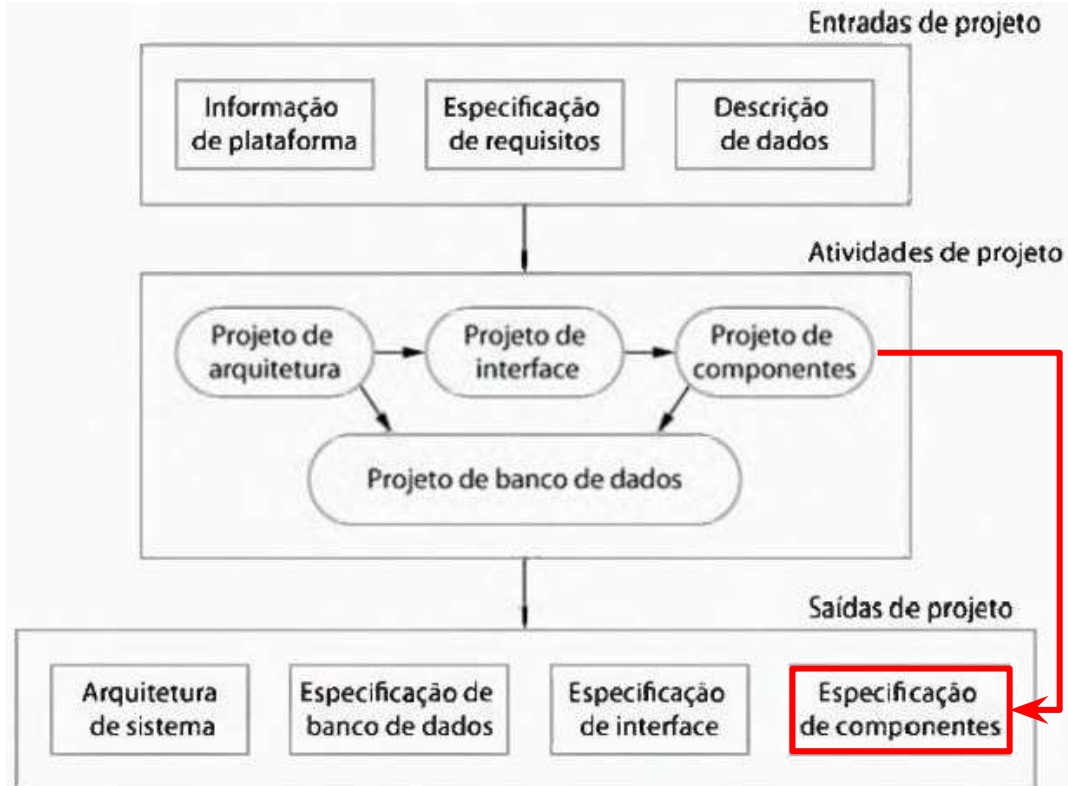 Entradas de projeto
Informação
de plataforma
Especificação
de requisitos
Descrição
de dados
Atividades de projeto
Projeto de
arquitetura
Projeto de
interface
Projeto de
componentes
Projeto de banco de dados
Saídas de projeto
Arquitetura
de sistema
Especificação de
banco de dados
Especificação
de interface
Especificação
de componentes